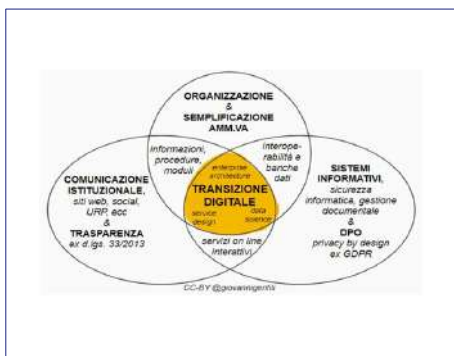 ORGANIZZAZIONE
&
SEMPLIFICAZIONE
AMM.VA
informazioni,
procedure,
moduli
interope-
rabilità e
banche
dati
enterprise
architecture
TRANSIZIONE
DIGITALE
service
design
data
science
COMUNICAZIONE
ISTITUZIONALE,
siti web, social,
URP, ecc
&
TRASPARENZA
ex d.lgs. 33/2013
SISTEMI
INFORMATIVI,
sicurezza
informatica, gestione
documentale
&
DPO
privacy by design
ex GDPR
servizi on line
interattivi
CC-BY @giovannigentili